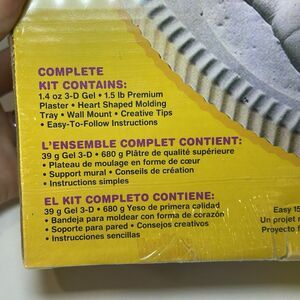 COMPLETE
KIT CONTAINS:
1.4 oz 3-D Gel • 1.5 lb Premium
Plaster • Heart Shaped Molding
Tray • Wall Mount • Creative Tips
• Easy-To-Follow Instructions
L'ENSEMBLE COMPLET CONTIENT:
39 g Gel 3-D • 680 g Plâtre de qualité supérieure
• Plateau de moulage en forme de cœur
• Support mural • Conseils de création
• Instructions simples
EL KIT COMPLETO CONTIENE:
39 g Gel 3-D • 680 g Yeso de primera calidad
• Bandeja para moldear con forma de corazón
• Soporte para pared • Consejos creativos
• Instrucciones sencillas
Easy 15
Un projet
Proyecto